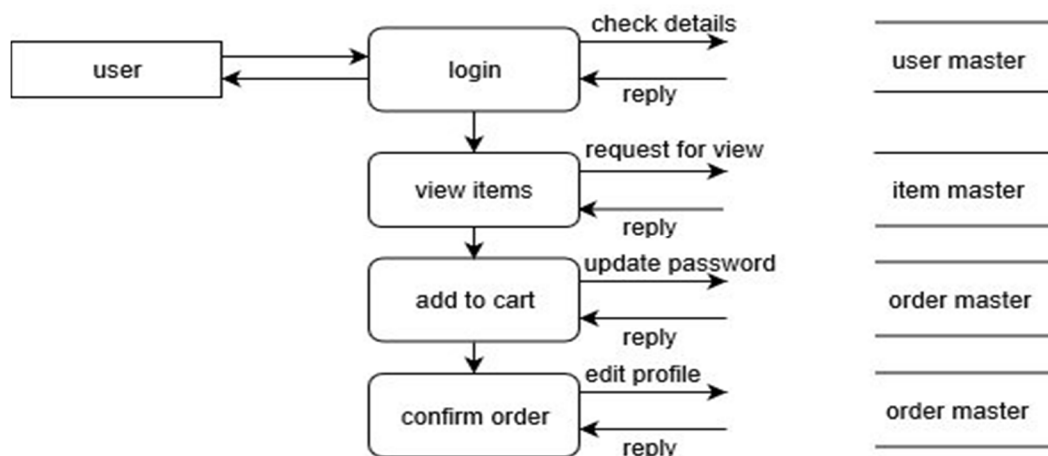 check details
user
login
user master
reply
request for view
view items
item master
reply
update password
add to cart
order master
reply
edit profile
confirm order
order master
reply